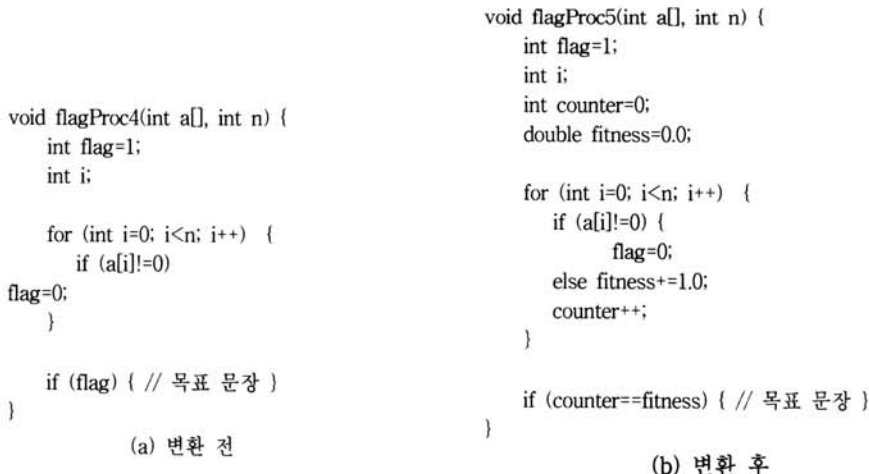 void flagProc4(int a[], int n) {
int flag=1;
int i;
for (int i=0; i<n; i++) {
if (a[i]!=0)
flag=0;
}
if (flag) { // 목표 문장 }
}
(a) 변환 전
void flagProc5(int a[], int n) {
int flag=1;
int i;
int counter=0;
double fitness=0.0;
for (int i=0; i<n; i++) {
if (a[i]!=0) {
flag=0;
else fitness+=1.0;
counter++;
}
if (counter==fitness) { // 목표 문장 }
}
(b) 변환 후